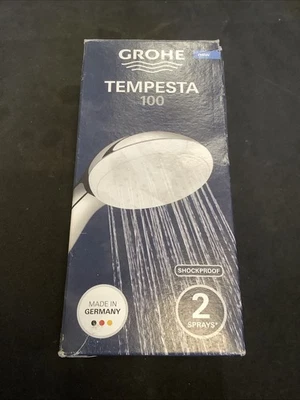 GROHE
TEMPESTA
100
SHOCKPROOF
MADE IN
GERMANY
2
SPRAYS*